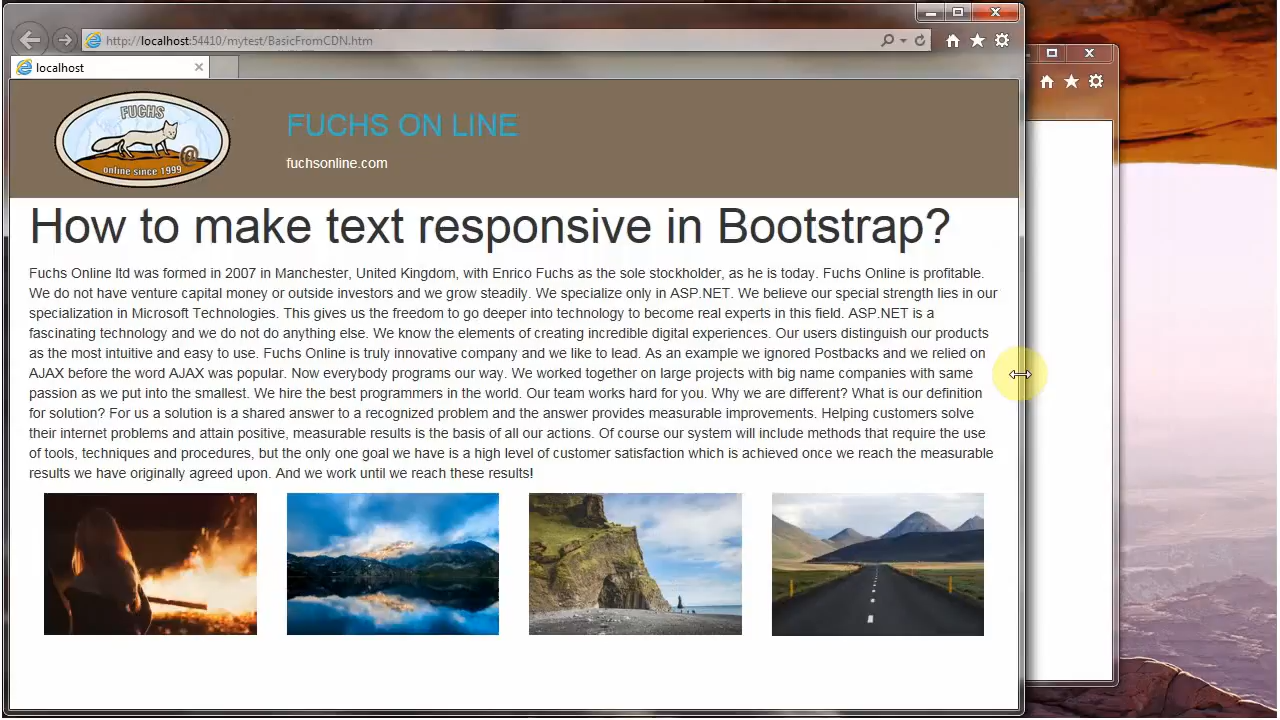 http://localhost:54410/mytest/BasicFromCDN.htm
localhost
FUCHS
@
online since 1999
FUCHS ON LINE
fuchsonline.com
How to make text responsive in Bootstrap?
Fuchs Online ltd was formed in 2007 in Manchester, United Kingdom, with Enrico Fuchs as the sole stockholder, as he is today. Fuchs Online is profitable.
We do not have venture capital money or outside investors and we grow steadily. We specialize only in ASP.NET. We believe our special strength lies in our
specialization in Microsoft Technologies. This gives us the freedom to go deeper into technology to become real experts in this field. ASP.NET is a
fascinating technology and we do not do anything else. We know the elements of creating incredible digital experiences. Our users distinguish our products
as the most intuitive and easy to use. Fuchs Online is truly innovative company and we like to lead. As an example we ignored Postbacks and we relied on
AJAX before the word AJAX was popular. Now everybody programs our way. We worked together on large projects with big name companies with same
passion as we put into the smallest. We hire the best programmers in the world. Our team works hard for you. Why we are different? What is our definition
for solution? For us a solution is a shared answer to a recognized problem and the answer provides measurable improvements. Helping customers solve
their internet problems and attain positive, measurable results is the basis of all our actions. Of course our system will include methods that require the use
of tools, techniques and procedures, but the only one goal we have is a high level of customer satisfaction which is achieved once we reach the measurable
results we have originally agreed upon. And we work until we reach these results!